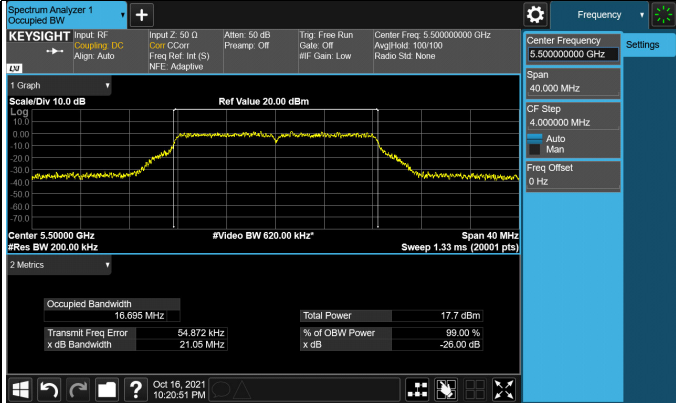 Spectrum Analyzer 1
Occupied BW
Frequency
KEYSIGHT
Input: RF
Coupling: DC
Align: Auto
Input Z: 50 Ω
Corr CCorr
Freq Ref: Int (S)
NFE: Adaptive
Atten: 50 dB
Preamp: Off
Trig: Free Run
Gate: Off
#IF Gain: Low
Center Freq: 5.500000000 GHz
Avg|Hold: 100/100
Radio Std: None
LXI
Center Frequency
5.500000000 GHz
Settings
Span
40.000 MHz
CF Step
4.000000 MHz
Auto
Man
Freq Offset
0 Hz
1 Graph
Scale/Div 10.0 dB
Ref Value 20.00 dBm
Log
10.0
0.00
-10.0
-20.0
-30.0
-40.0
-50.0
-60.0
-70.0
Center 5.50000 GHz
#Video BW 620.00 kHz*
Span 40 MHz
#Res BW 200.00 kHz
Sweep 1.33 ms (20001 pts)
2 Metrics
Occupied Bandwidth
16.695 MHz
Total Power 17.7 dBm
Transmit Freq Error 54.872 kHz
% of OBW Power 99.00 %
x dB Bandwidth 21.05 MHz
x dB -26.00 dB
?
Oct 16, 2021
10:20:51 PM